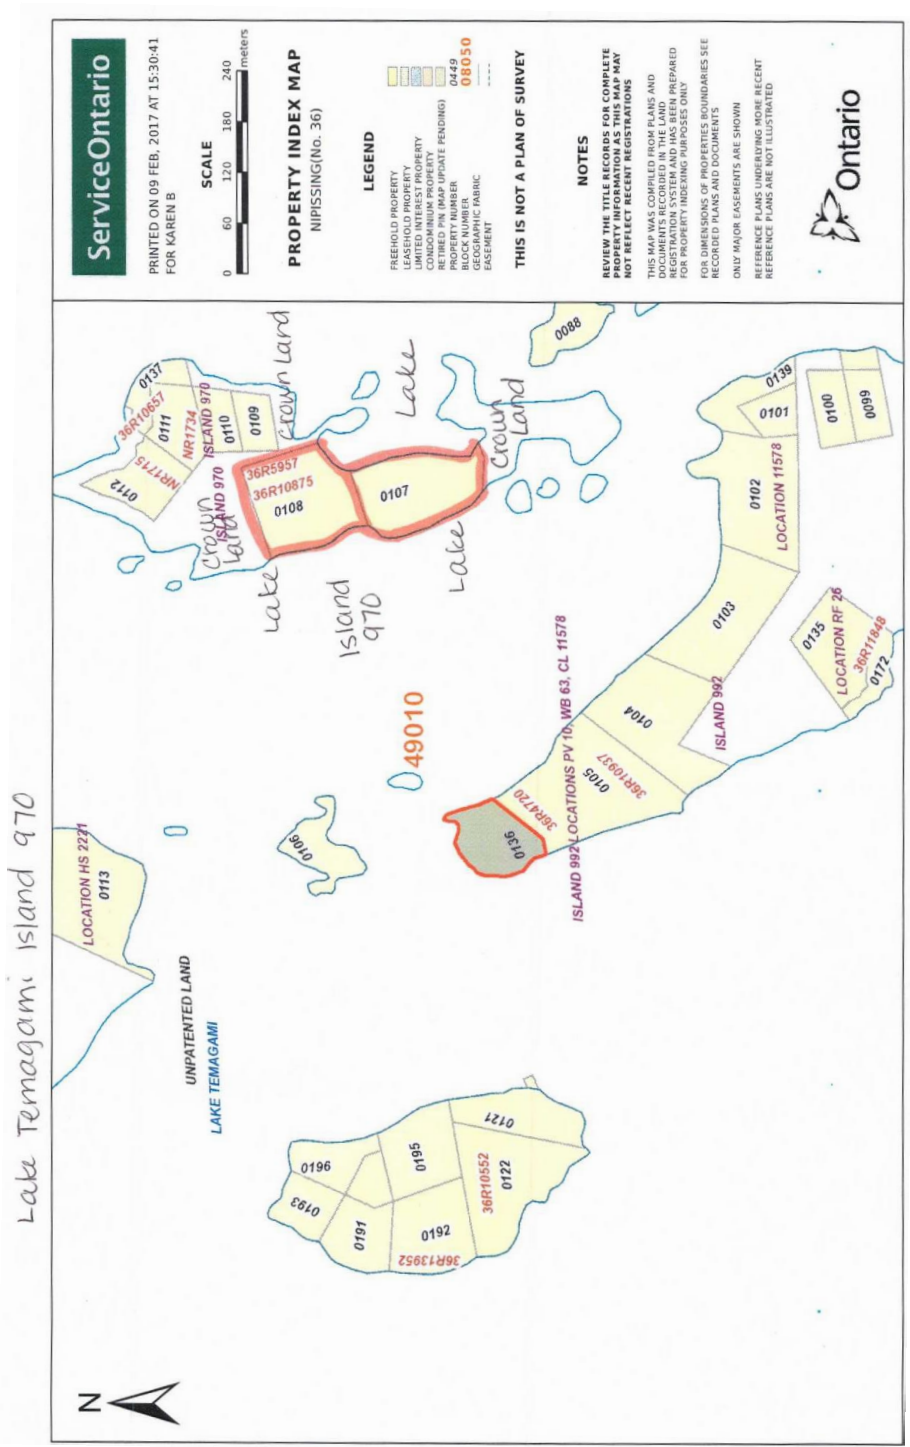 Lake Temagami Island 970
ServiceOntario
PRINTED ON 09 FEB, 2017 AT 15:30:41
FOR KAREN B
SCALE
0 60 120 180 240
meters
PROPERTY INDEX MAP
NIPISSING(No. 36)
LEGEND
FREEHOLD PROPERTY
LEASEHOLD PROPERTY
LIMITED INTEREST PROPERTY
CONDOMINIUM PROPERTY
RETIRED PIN (MAP UPDATE PENDING)
PROPERTY NUMBER 0449
BLOCK NUMBER 08050
GEOGRAPHIC FABRIC
EASEMENT
THIS IS NOT A PLAN OF SURVEY
NOTES
REVIEW THE TITLE RECORDS FOR COMPLETE
PROPERTY INFORMATION AS THIS MAP MAY
NOT REFLECT RECENT REGISTRATIONS
THIS MAP WAS COMPILED FROM PLANS AND
DOCUMENTS RECORDED IN THE LAND
REGISTRATION SYSTEM AND HAS BEEN PREPARED
FOR PROPERTY INDEXING PURPOSES ONLY
FOR DIMENSIONS OF PROPERTIES BOUNDARIES SEE
RECORDED PLANS AND DOCUMENTS
ONLY MAJOR EASEMENTS ARE SHOWN
REFERENCE PLANS UNDERLYING MORE RECENT
REFERENCE PLANS ARE NOT ILLUSTRATED
Ontario
N
LOCATION HS 2221
0113
UNPATENTED LAND
LAKE TEMAGAMI
0112
NR1715
36R10657
0111
0137
NR1734
ISLAND 970
0110
0109
Crown Land
ISLAND 970
Crown
Land
36R5957
36R10875
0108
0107
Lake
Lake
Lake
Island
970
Crown
Land
0088
49010
0106
0136
36R4720
ISLAND 992 LOCATIONS PV 10, WB 63, CL 11578
0105
36R10937
0104
ISLAND 992
0103
0102
LOCATION 11578
0101
0139
0100
0099
0135
LOCATION RF 26
36R11848
0172
0196
0193
0191
0195
0192
36R13952
36R10552
0122
0121